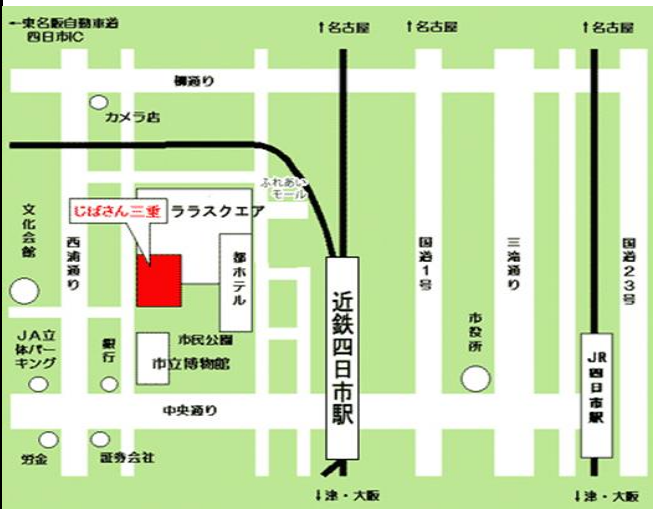 ←東名阪自動車道
四日市IC
↑名古屋
↑名古屋
↑名古屋
柳通り
カメラ店
ふれあい
モール
文化会館
じばさん三重
ララスクエア
西浦通り
都ホテル
国道1号
三滝通り
国道23号
近鉄四日市駅
市役所
JA立
体パー
キング
銀行
市民公園
市立博物館
JR四日市駅
中央通り
労金
証券会社
↓津・大阪
↓津・大阪